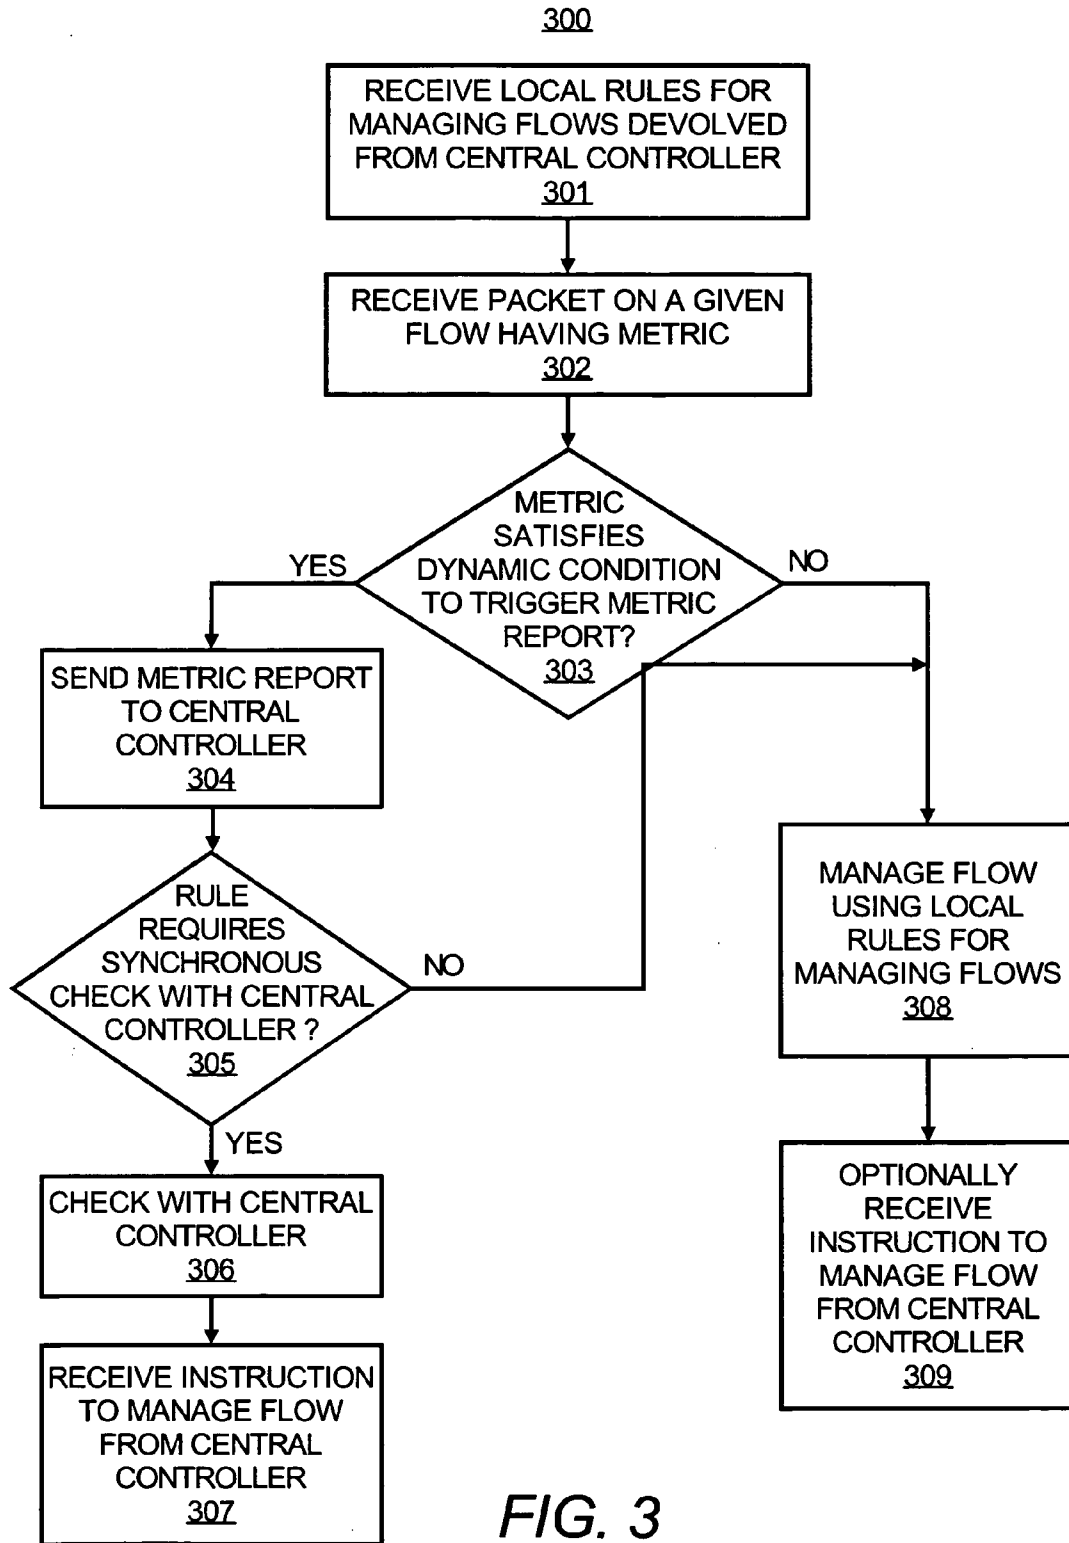 300
RECEIVE LOCAL RULES FOR
MANAGING FLOWS DEVOLVED
FROM CENTRAL CONTROLLER
301
RECEIVE PACKET ON A GIVEN
FLOW HAVING METRIC
302
METRIC
SATISFIES
DYNAMIC CONDITION
TO TRIGGER METRIC
REPORT?
303
YES
NO
SEND METRIC REPORT
TO CENTRAL
CONTROLLER
304
RULE
REQUIRES
SYNCHRONOUS
CHECK WITH CENTRAL
CONTROLLER ?
305
NO
YES
CHECK WITH CENTRAL
CONTROLLER
306
RECEIVE INSTRUCTION
TO MANAGE FLOW
FROM CENTRAL
CONTROLLER
307
MANAGE FLOW
USING LOCAL
RULES FOR
MANAGING FLOWS
308
OPTIONALLY
RECEIVE
INSTRUCTION TO
MANAGE FLOW
FROM CENTRAL
CONTROLLER
309
FIG. 3